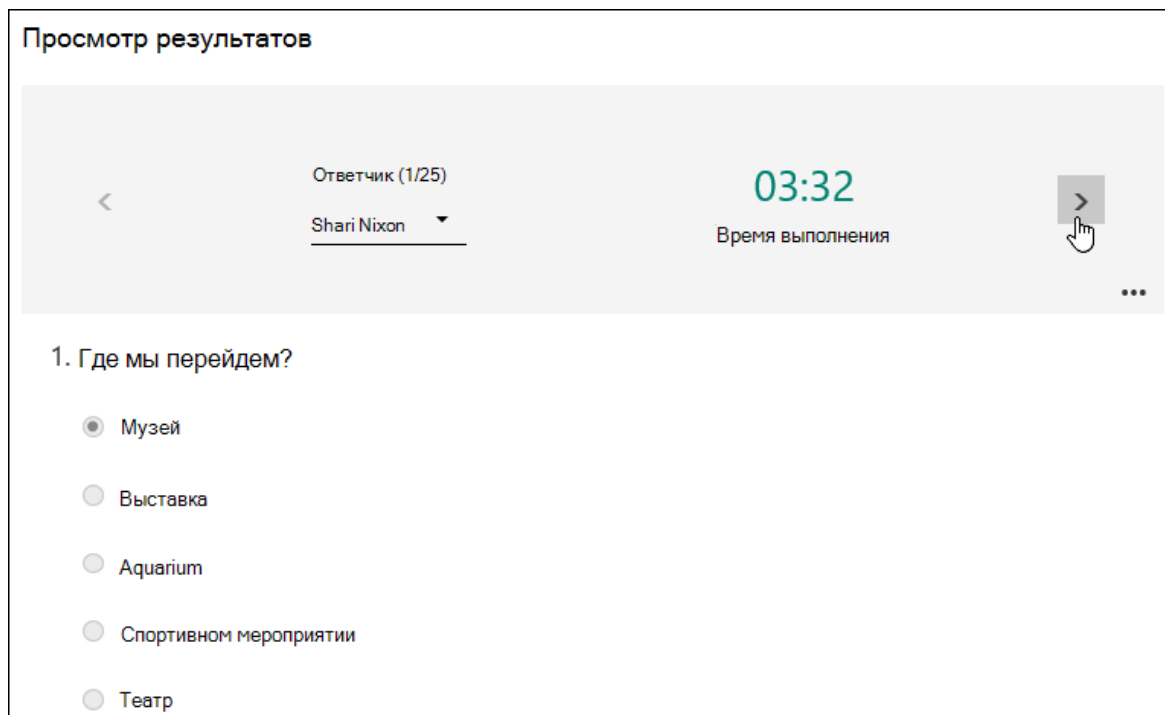 Просмотр результатов
Ответчик (1/25)
Shari Nixon
03:32
Время выполнения
1. Где мы перейдем?
Музей
Выставка
Aquarium
Спортивном мероприятии
Театр